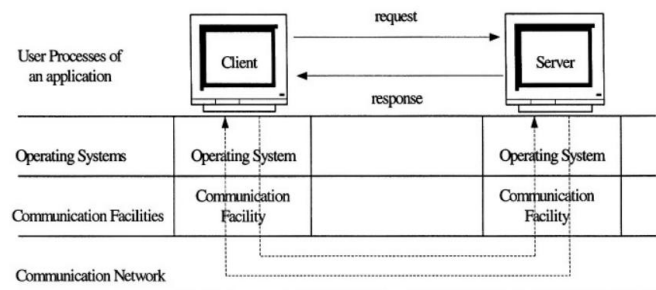 request
User Processes of
an application
Client
Server
response
Operating Systems
Operating System
Operating System
Communication Facilities
Communication
Facility
Communication
Facility
Communication Network